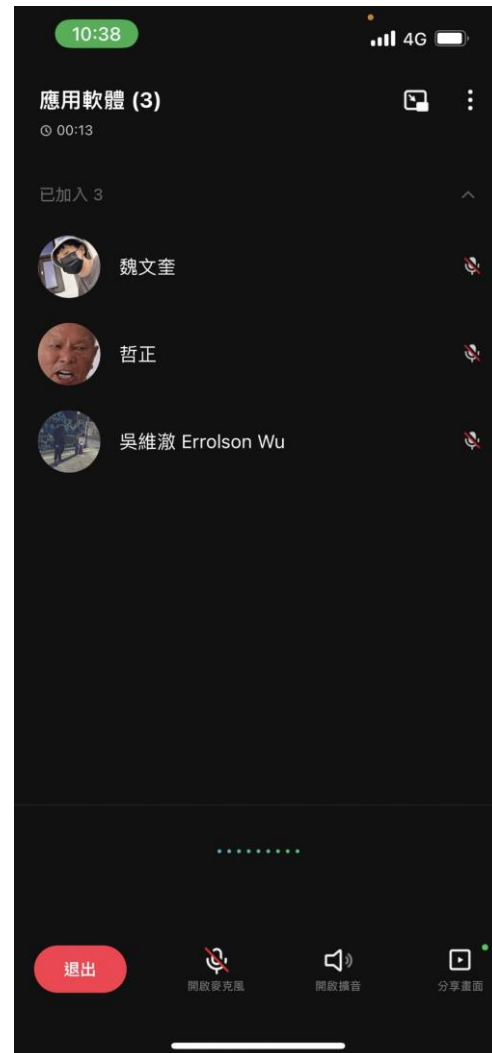 10:38
4G
應用軟體 (3)
00:13
已加入 3
魏文奎
哲正
吳維澈 Errolson Wu
退出
開啟麥克風
開啟擴音
分享畫面